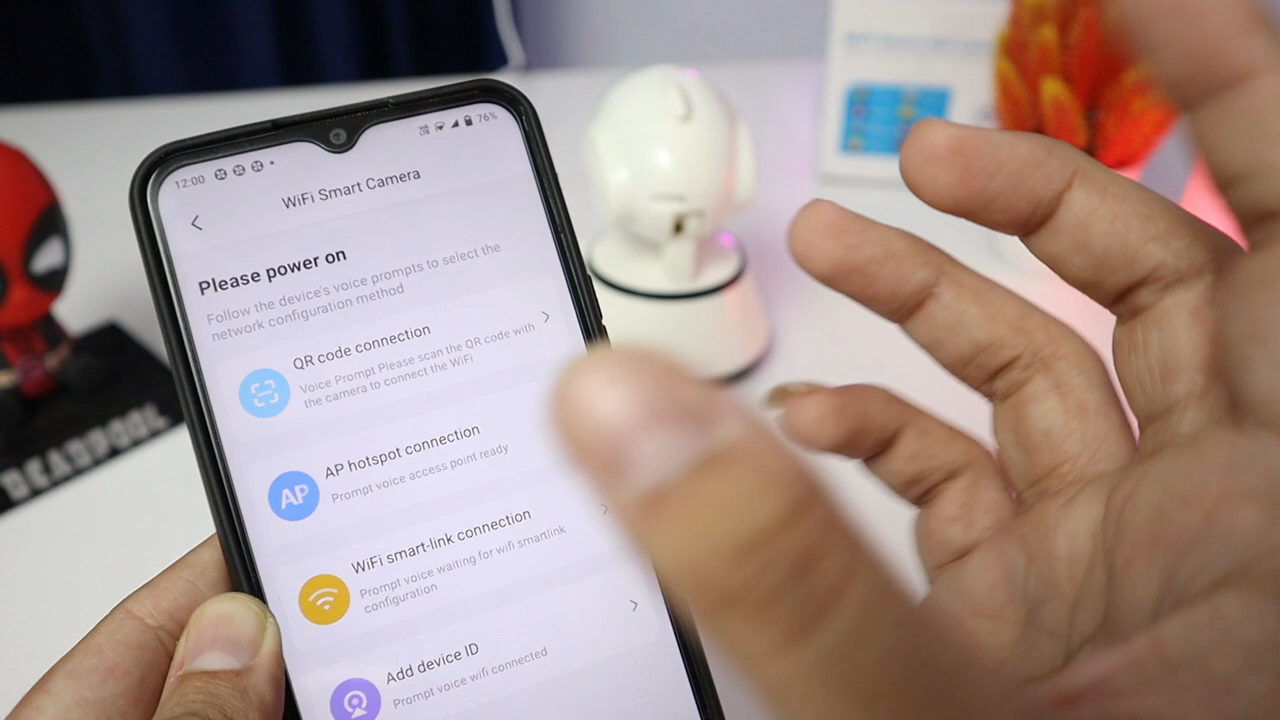 12:00
76%
WiFi Smart Camera
Please power on
Follow the device's voice prompts to select the
network configuration method
QR code connection
Voice Prompt Please scan the QR code with
the camera to connect the WiFi
AP
AP hotspot connection
Prompt voice access point ready
WiFi smart-link connection
Prompt voice waiting for wifi smartlink
configuration
Add device ID
Prompt voice wifi connected
DEADPOOL